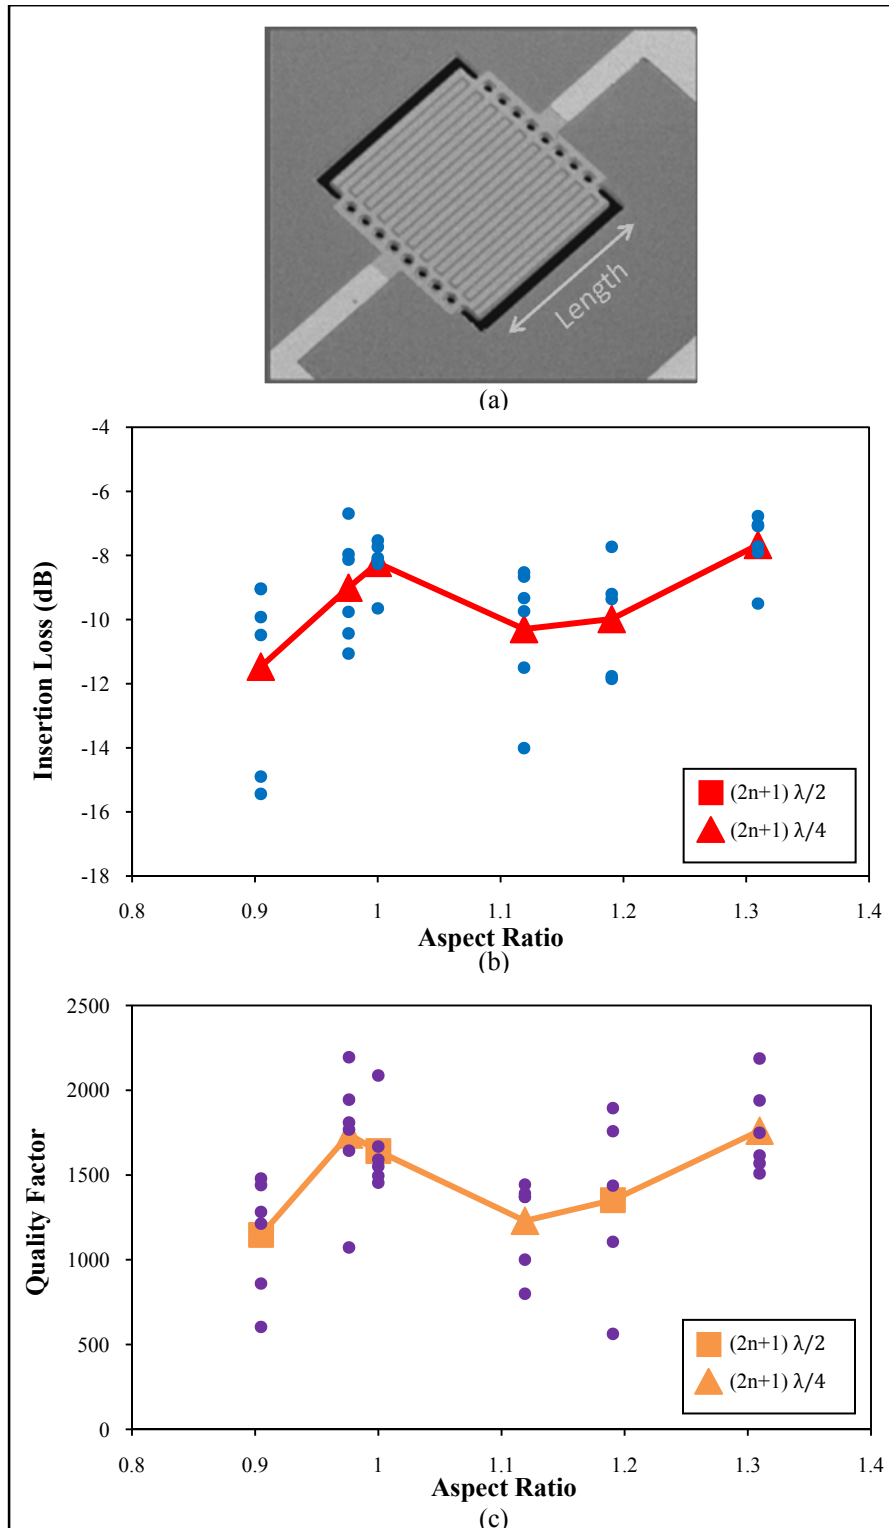 Length
(a)
-4
-6
-8
-10
-12
-14
-16
-18
Insertion Loss (dB)
(2n+1) λ/2
(2n+1) λ/4
0.8 0.9 1 1.1 1.2 1.3 1.4
Aspect Ratio
(b)
2500
2000
1500
1000
500
0
Quality Factor
(2n+1) λ/2
(2n+1) λ/4
0.8 0.9 1 1.1 1.2 1.3 1.4
Aspect Ratio
(c)